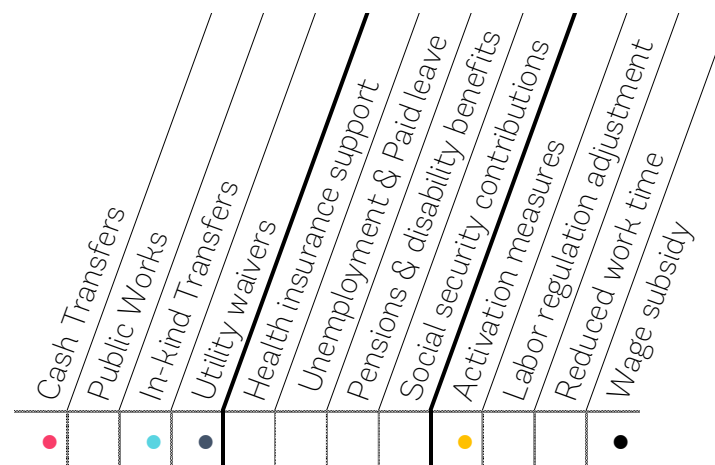 Cash Transfers
Public Works
In-kind Transfers
Utility waivers
Health insurance support
Unemployment & Paid leave
Pensions & disability benefits
Social security contributions
Activation measures
Labor regulation adjustment
Reduced work time
Wage subsidy